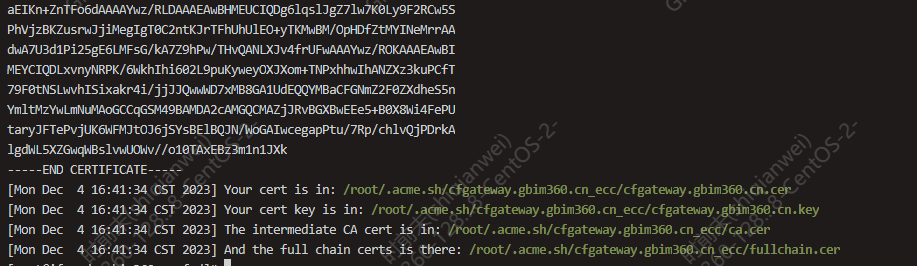 aEIKn+ZnTFo6dAAAAYwz/RLDAAAEAwBHMEUCIQDg6lqslJgZ7lw7K0Ly9F2RCw5S
PhVjzBKZusrwJjiMegIgT0C2ntKJrTFhUhUlEO+yTKMwBM/OpHDfZtMYINeMrrAA
dwA7U3d1Pi25gE6LMFsG/kA7Z9hPw/THvQANLXJv4frUFwAAAYwz/ROKAAAEAwBI
MEYCIQDLxvnyNRPK/6WkhIhi602L9puKyweyOXJXom+TNPxhhwIhANZXz3kuPCfT
79F0tNSLwvhISixakr4i/jjJJQwwWD7xMB8GA1UdEQQYMBaCFGNmZ2F0ZXdheS5n
YmltMzYwLmNuMAoGCCqGSM49BAMDA2cAMGQCMAZjJRvBGXBwEEe5+B0X8Wi4FePU
taryJFTePvjUK6WFMJtOJ6jSYsBElBQJN/WoGAIwcegapPtu/7Rp/chlvQjPDrkA
lgdWL5XZGwqWBslvwUOWv//o10TAxEBz3m1n1JXk
-----END CERTIFICATE-----
[Mon Dec  4 16:41:34 CST 2023] Your cert is in: /root/.acme.sh/cfgateway.gbim360.cn_ecc/cfgateway.gbim360.cn.cer
[Mon Dec  4 16:41:34 CST 2023] Your cert key is in: /root/.acme.sh/cfgateway.gbim360.cn_ecc/cfgateway.gbim360.cn.key
[Mon Dec  4 16:41:34 CST 2023] The intermediate CA cert is in: /root/.acme.sh/cfgateway.gbim360.cn_ecc/ca.cer
[Mon Dec  4 16:41:34 CST 2023] And the full chain certs is there: /root/.acme.sh/cfgateway.gbim360.cn_ecc/fullchain.cer